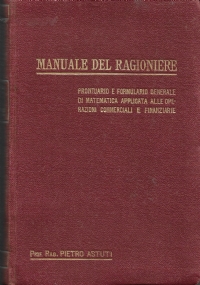 MANUALE DEL RAGIONIERE
PRONTUARIO E FORMULARIO GENERALE
DI MATEMATICA APPLICATA ALLE OPE-
RAZIONI COMMERCIALI E FINANZIARIE
PROF. RAG. PIETRO ASTUTI